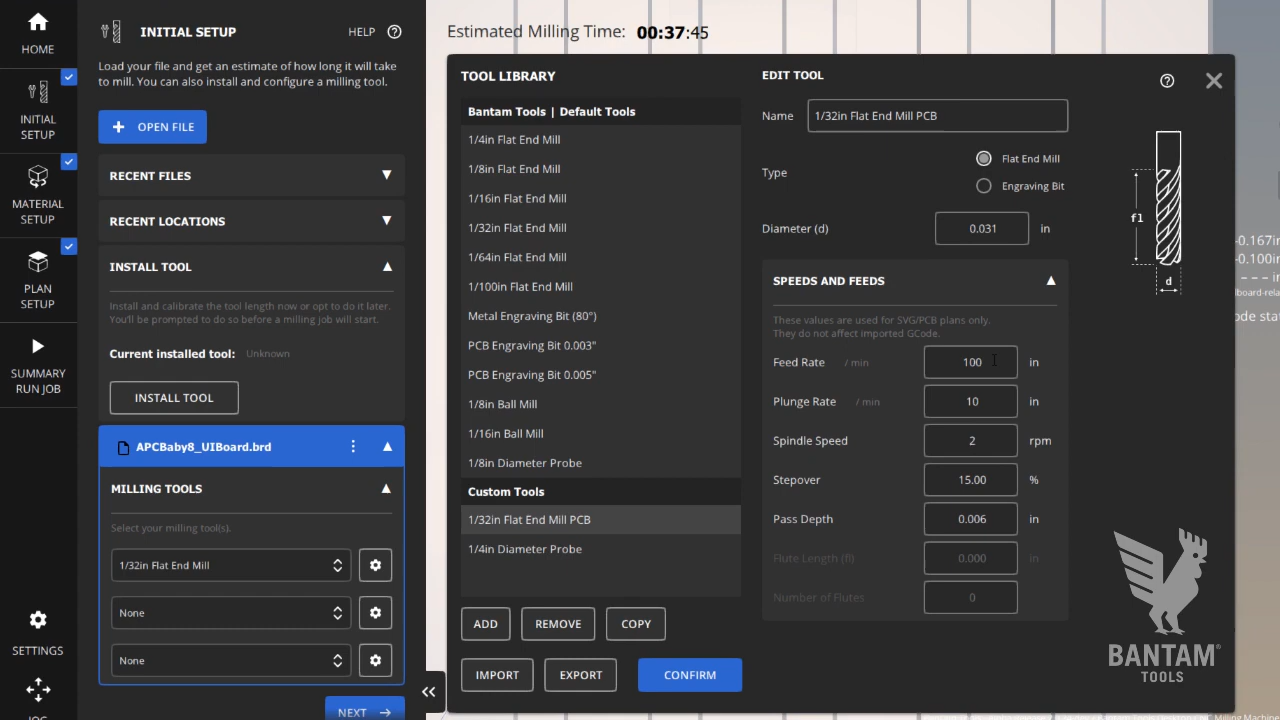 HOME
INITIAL
SETUP
MATERIAL
SETUP
PLAN
SETUP
SUMMARY
RUN JOB
SETTINGS
INITIAL SETUP
HELP
Load your file and get an estimate of how long it will take
to mill. You can also install and configure a milling tool.
+ OPEN FILE
RECENT FILES
RECENT LOCATIONS
INSTALL TOOL
Install and calibrate the tool length now or opt to do it later.
You'll be prompted to do so before a milling job will start.
Current installed tool: Unknown
INSTALL TOOL
APCBaby8_UIBoard.brd
MILLING TOOLS
Select your milling tool(s).
1/32in Flat End Mill
None
None
NEXT
Estimated Milling Time: 00:37:45
TOOL LIBRARY
Bantam Tools | Default Tools
1/4in Flat End Mill
1/8in Flat End Mill
1/16in Flat End Mill
1/32in Flat End Mill
1/64in Flat End Mill
1/100in Flat End Mill
Metal Engraving Bit (80°)
PCB Engraving Bit 0.003"
PCB Engraving Bit 0.005"
1/8in Ball Mill
1/16in Ball Mill
1/8in Diameter Probe
Custom Tools
1/32in Flat End Mill PCB
1/4in Diameter Probe
ADD
REMOVE
COPY
IMPORT
EXPORT
CONFIRM
EDIT TOOL
Name 1/32in Flat End Mill PCB
Type
Flat End Mill
Engraving Bit
Diameter (d) 0.031 in
SPEEDS AND FEEDS
These values are used for SVG/PCB plans only.
They do not affect imported GCode.
Feed Rate / min 100 in
Plunge Rate / min 10 in
Spindle Speed 2 rpm
Stepover 15.00 %
Pass Depth 0.006 in
Flute Length (fl) 0.000 in
Number of Flutes 0
fl
d
-0.167in
-0.100in
BANTAM
TOOLS